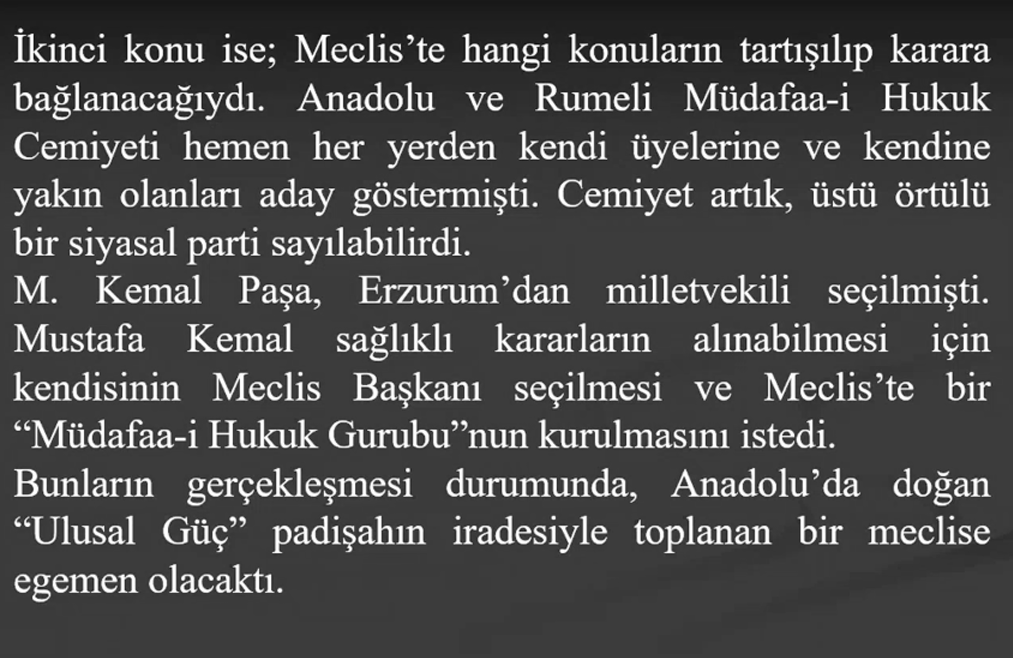 İkinci konu ise; Meclis’te hangi konuların tartışılıp karara
bağlanacağıydı. Anadolu ve Rumeli Müdafaa-i Hukuk
Cemiyeti hemen her yerden kendi üyelerine ve kendine
yakın olanları aday göstermişti. Cemiyet artık, üstü örtülü
bir siyasal parti sayılabilirdi.
M. Kemal Paşa, Erzurum’dan milletvekili seçilmişti.
Mustafa Kemal sağlıklı kararların alınabilmesi için
kendisinin Meclis Başkanı seçilmesi ve Meclis’te bir
“Müdafaa-i Hukuk Gurubu”nun kurulmasını istedi.
Bunların gerçekleşmesi durumunda, Anadolu’da doğan
“Ulusal Güç” padişahın iradesiyle toplanan bir meclise
egemen olacaktı.